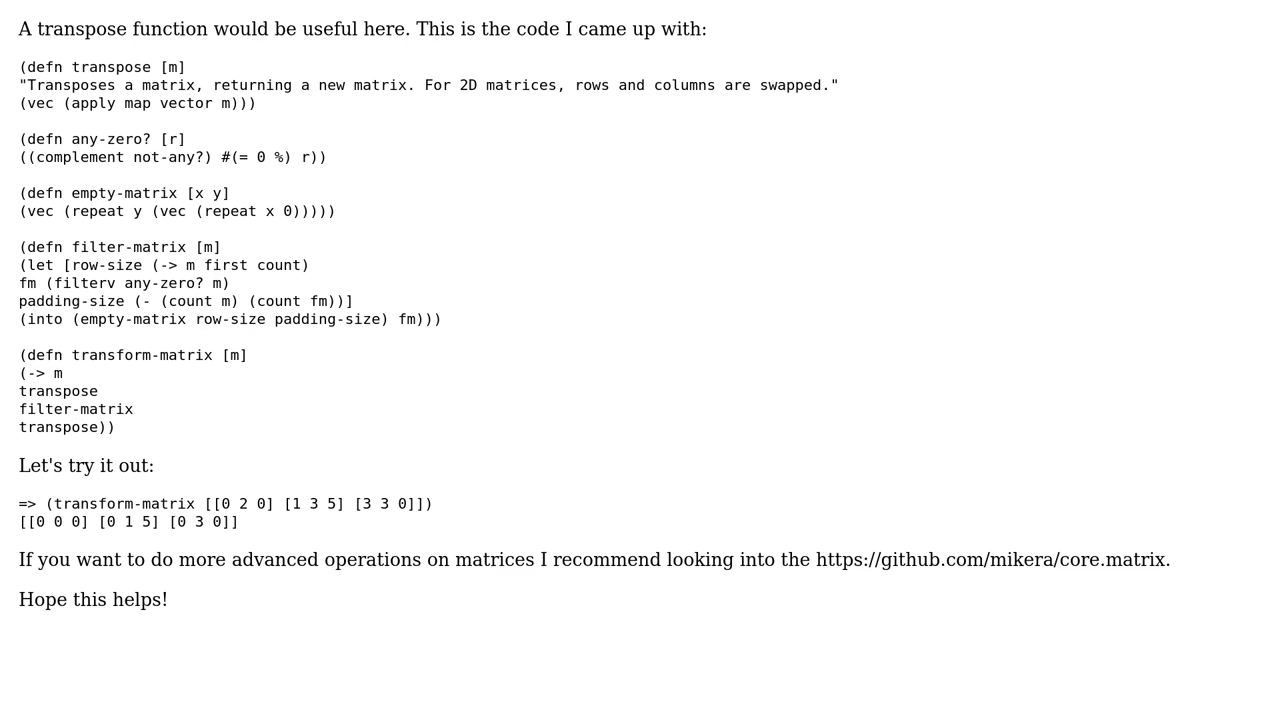 A transpose function would be useful here. This is the code I came up with:
(defn transpose [m]
"Transposes a matrix, returning a new matrix. For 2D matrices, rows and columns are swapped."
(vec (apply map vector m)))
(defn any-zero? [r]
((complement not-any?) #(= 0 %) r))
(defn empty-matrix [x y]
(vec (repeat y (vec (repeat x 0)))))
(defn filter-matrix [m]
(let [row-size (-> m first count)
fm (filterv any-zero? m)
padding-size (- (count m) (count fm))]
(into (empty-matrix row-size padding-size) fm)))
(defn transform-matrix [m]
(-> m
transpose
filter-matrix
transpose))
Let's try it out:
=> (transform-matrix [[0 2 0] [1 3 5] [3 3 0]])
[[0 0 0] [0 1 5] [0 3 0]]
If you want to do more advanced operations on matrices I recommend looking into the https://github.com/mikera/core.matrix.
Hope this helps!